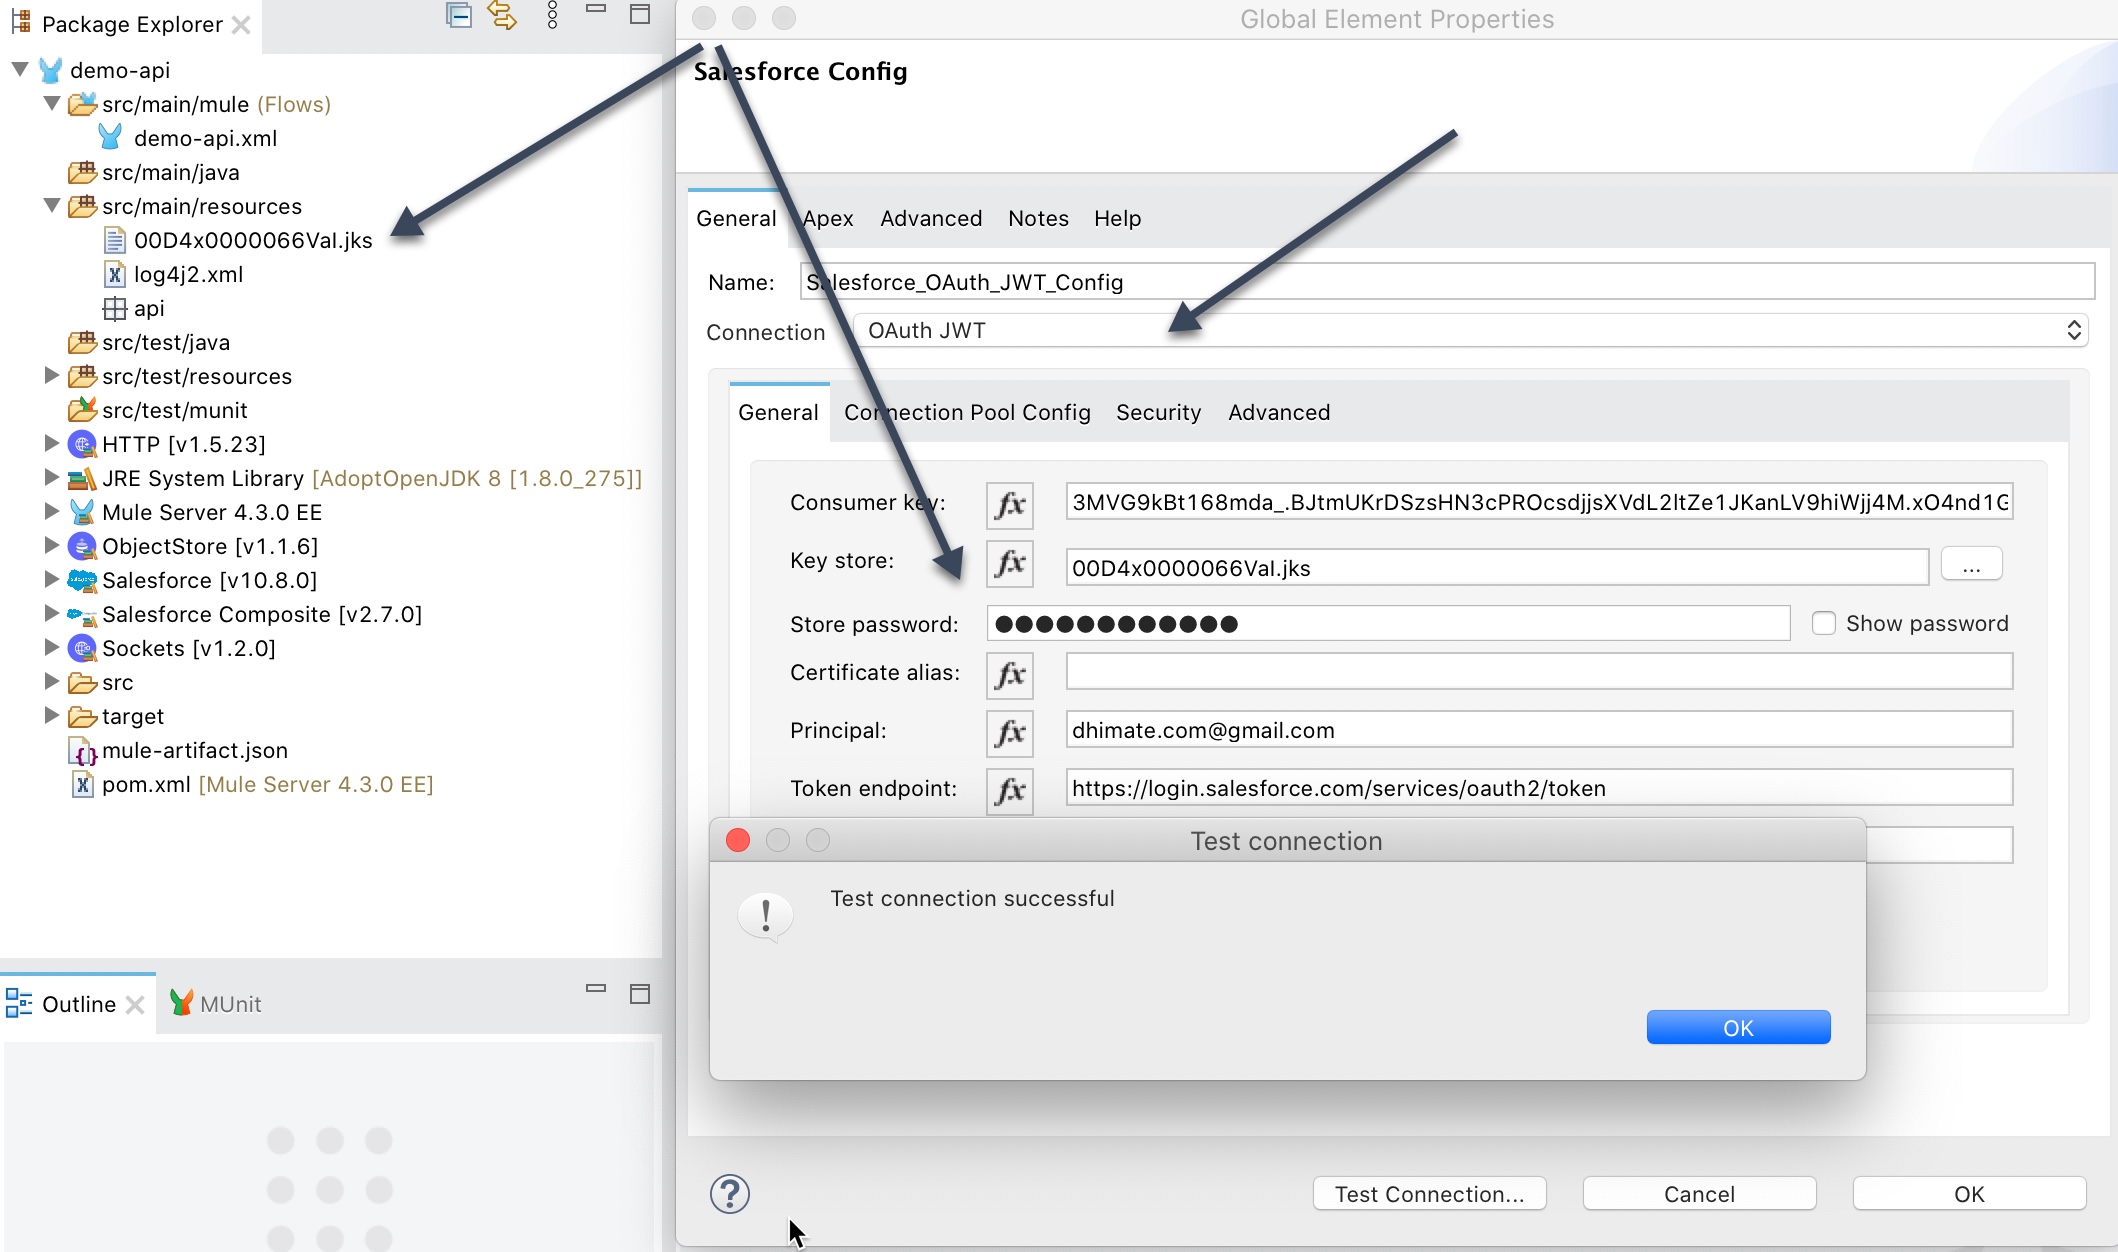 Package Explorer
demo-api
src/main/mule (Flows)
demo-api.xml
src/main/java
src/main/resources
00D4x0000066VaI.jks
log4j2.xml
api
src/test/java
src/test/resources
src/test/munit
HTTP [v1.5.23]
JRE System Library [AdoptOpenJDK 8 [1.8.0_275]]
Mule Server 4.3.0 EE
ObjectStore [v1.1.6]
Salesforce [v10.8.0]
Salesforce Composite [v2.7.0]
Sockets [v1.2.0]
src
target
mule-artifact.json
pom.xml [Mule Server 4.3.0 EE]
Outline
MUnit
Global Element Properties
Salesforce Config
General Apex Advanced Notes Help
Name: Salesforce_OAuth_JWT_Config
Connection OAuth JWT
General Connection Pool Config Security Advanced
Consumer key: fx 3MVG9kBt168mda_.BJtmUKrDSzsHN3cPROcsdjjsXVdL2ltZe1JKanLV9hiWjj4M.xO4nd1G
Key store: fx 00D4x0000066VaI.jks ...
Store password: ●●●●●●●●●●●● Show password
Certificate alias: fx
Principal: fx dhimate.com@gmail.com
Token endpoint: fx https://login.salesforce.com/services/oauth2/token
Test connection
Test connection successful
OK
Test Connection... Cancel OK